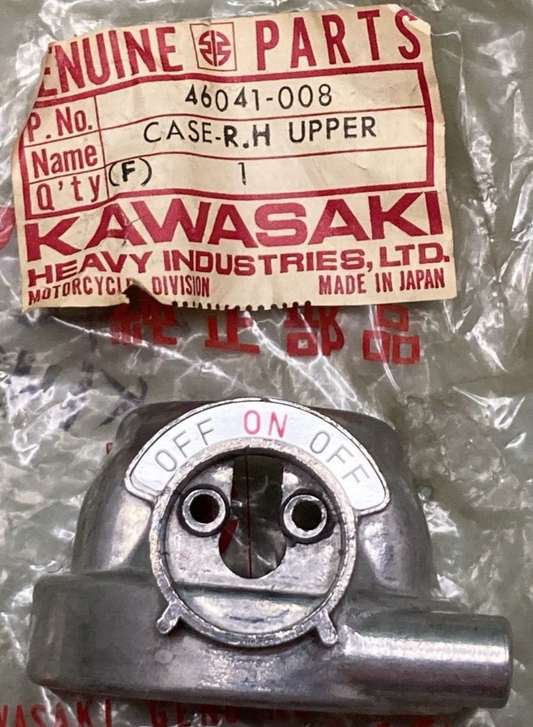 ENUINE PARTS
P. No. 46041-008
Name CASE-R.H UPPER
Q'ty (F) 1
KAWASAKI
HEAVY INDUSTRIES, LTD.
MOTORCYCLE DIVISION MADE IN JAPAN
純正部品
OFF ON OFF